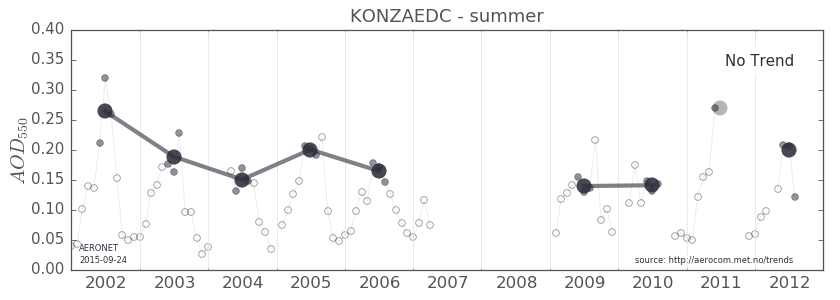 KONZAEDC - summer
No Trend
AOD550
0.40
0.35
0.30
0.25
0.20
0.15
0.10
0.05
0.00
AERONET
2015-09-24
source: http://aerocom.met.no/trends
2002 2003 2004 2005 2006 2007 2008 2009 2010 2011 2012